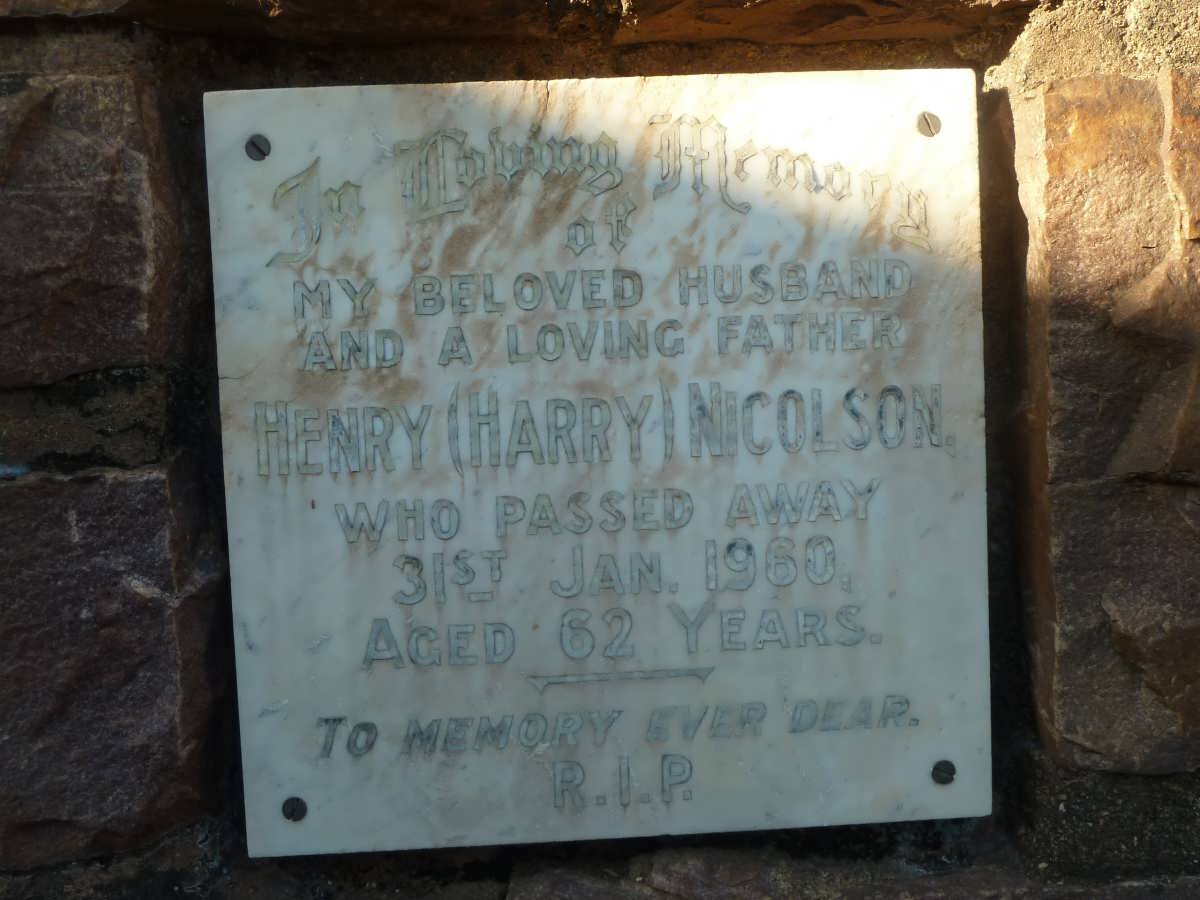 In Loving Memory
of
MY BELOVED HUSBAND
AND A LOVING FATHER
HENRY (HARRY) NICOLSON.
WHO PASSED AWAY
31ST JAN. 1960,
AGED 62 YEARS.
TO MEMORY EVER DEAR.
R.I.P.